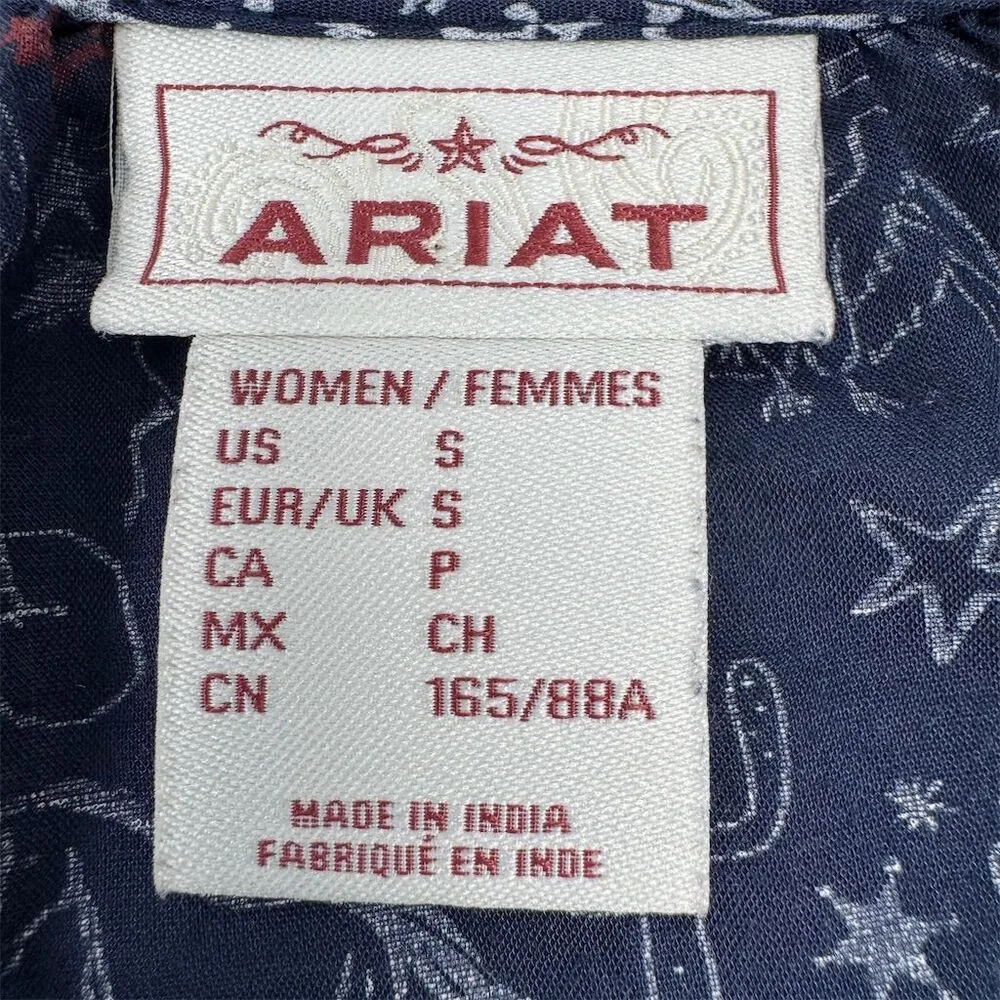 ARIAT
WOMEN / FEMMES
US S
EUR/UK S
CA P
MX CH
CN 165/88A
MADE IN INDIA
FABRIQUÉ EN INDE